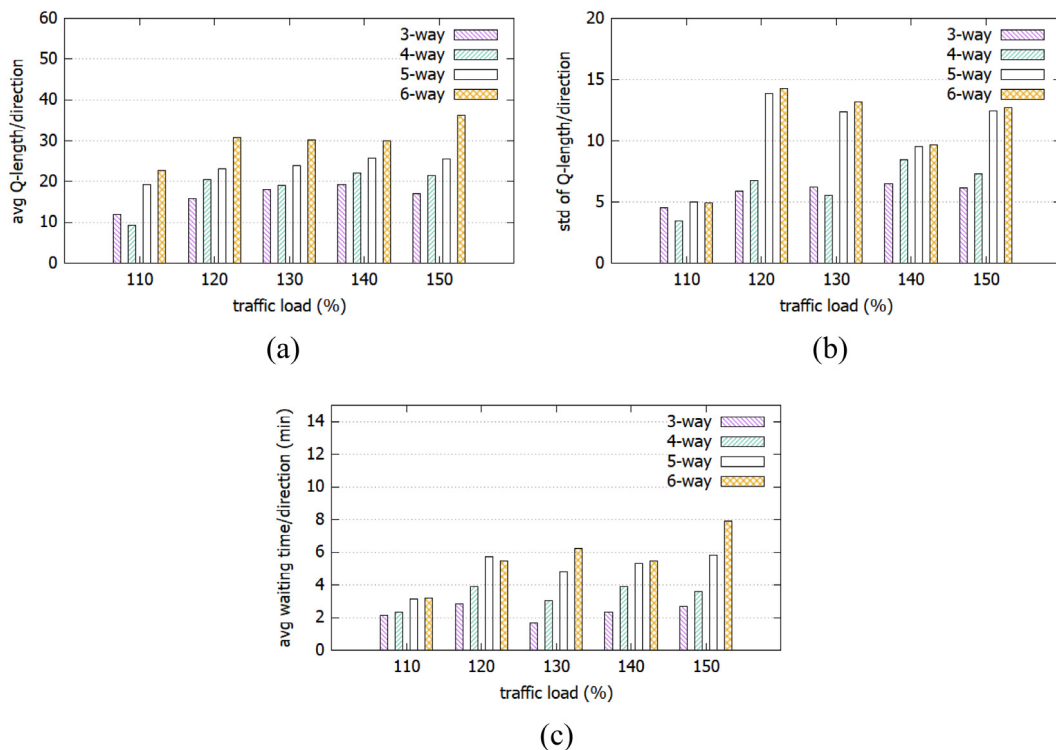 60
50
40
30
20
10
0
avg Q-length/direction
3-way
4-way
5-way
6-way
110 120 130 140 150
traffic load (%)
(a)
20
15
10
5
0
std of Q-length/direction
3-way
4-way
5-way
6-way
110 120 130 140 150
traffic load (%)
(b)
14
12
10
8
6
4
2
0
avg waiting time/direction (min)
3-way
4-way
5-way
6-way
110 120 130 140 150
traffic load (%)
(c)